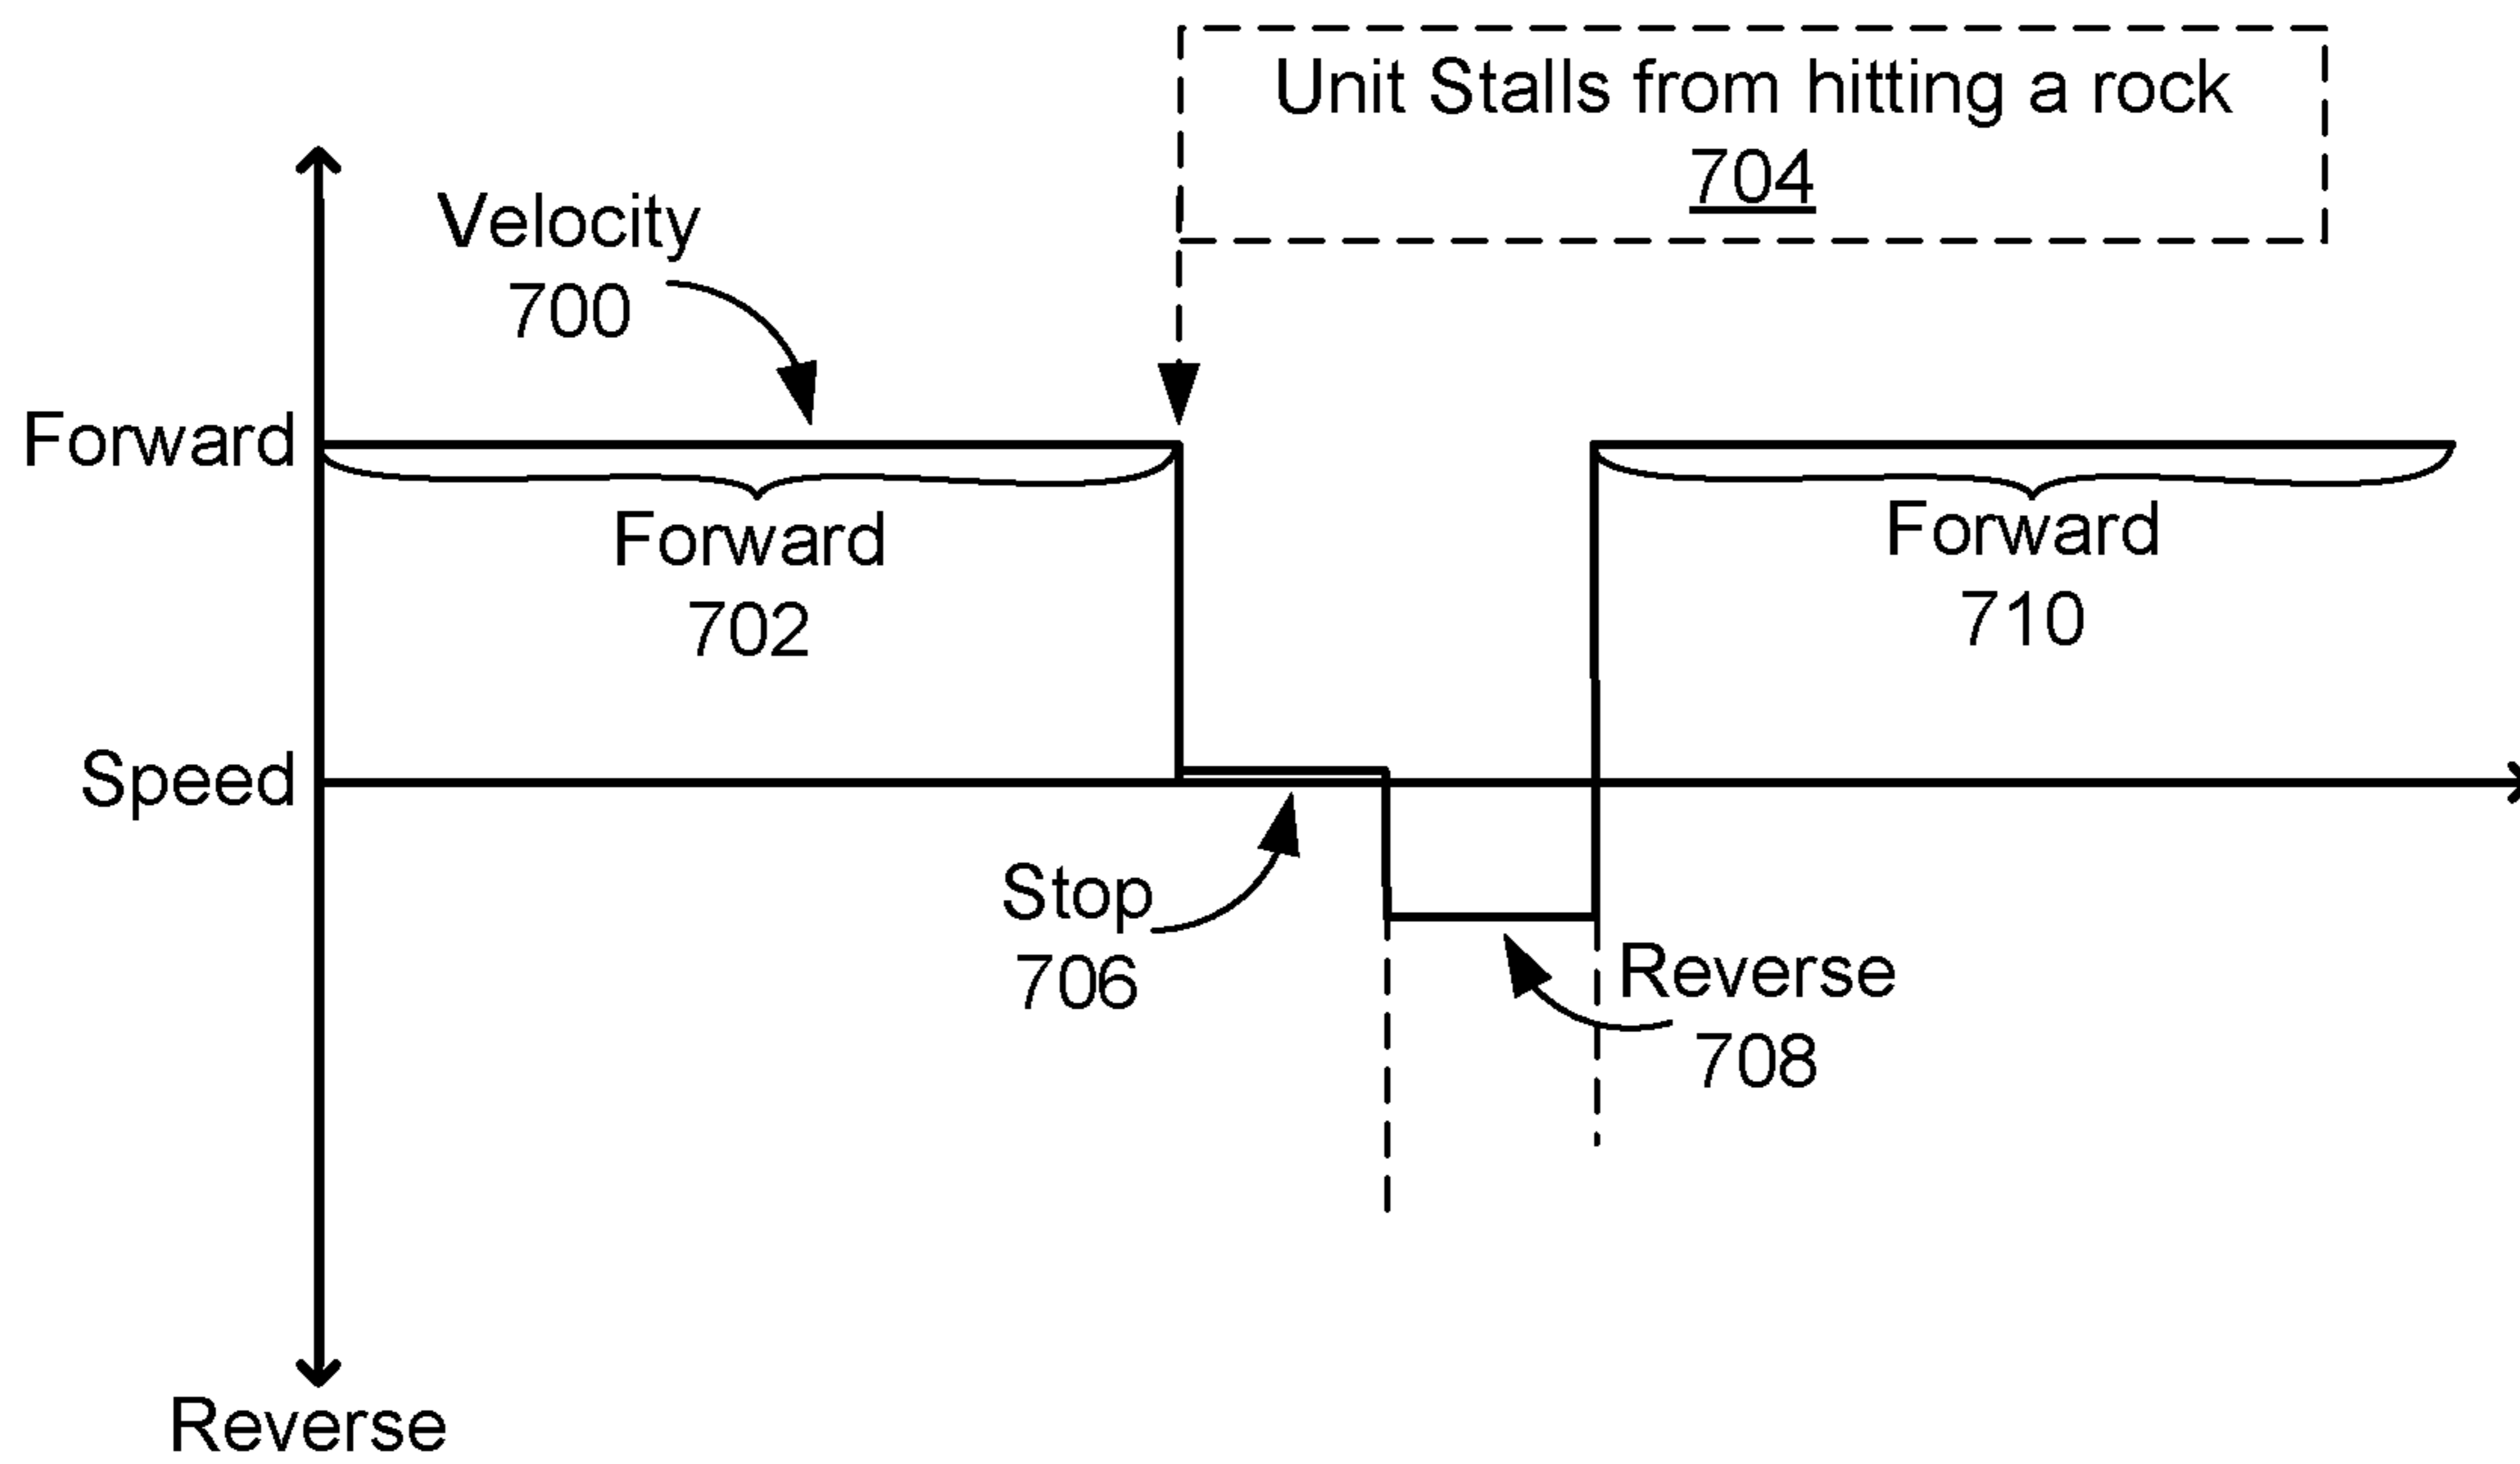 Unit Stalls from hitting a rock
704
Velocity
700
Forward
Forward
702
Forward
710
Speed
Stop
706
Reverse
708
Reverse